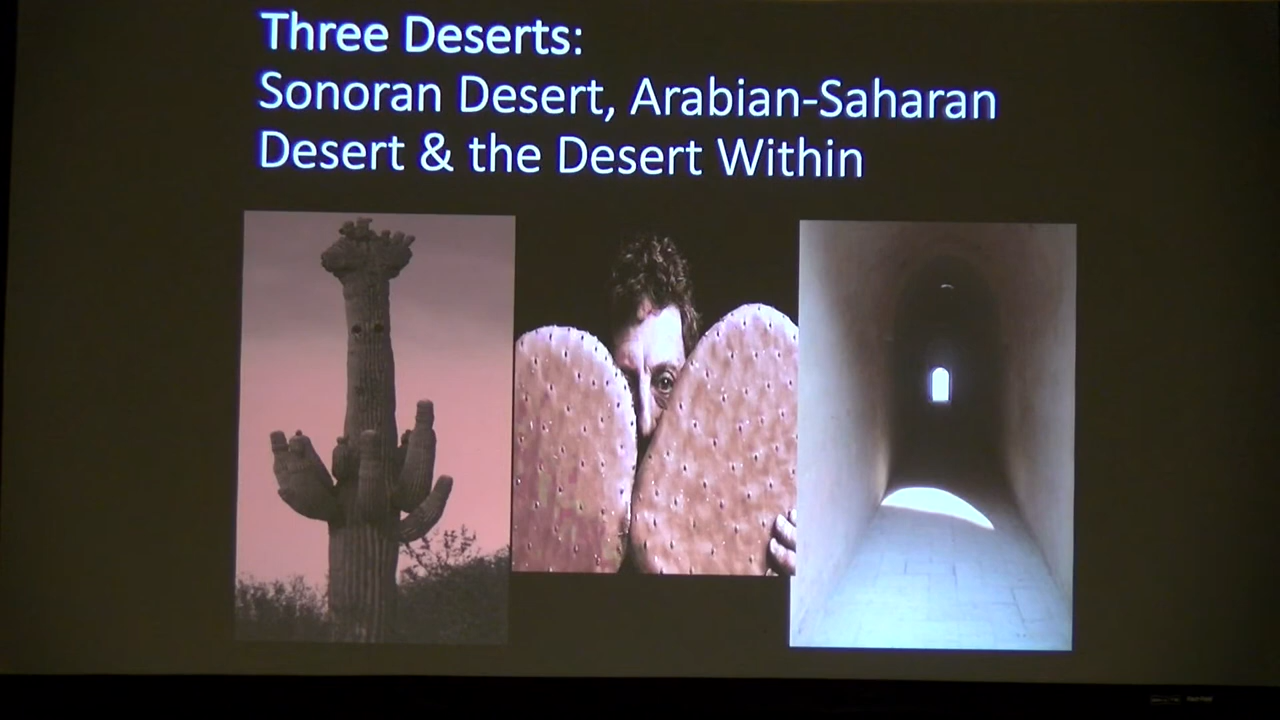 Three Deserts:
Sonoran Desert, Arabian-Saharan
Desert & the Desert Within